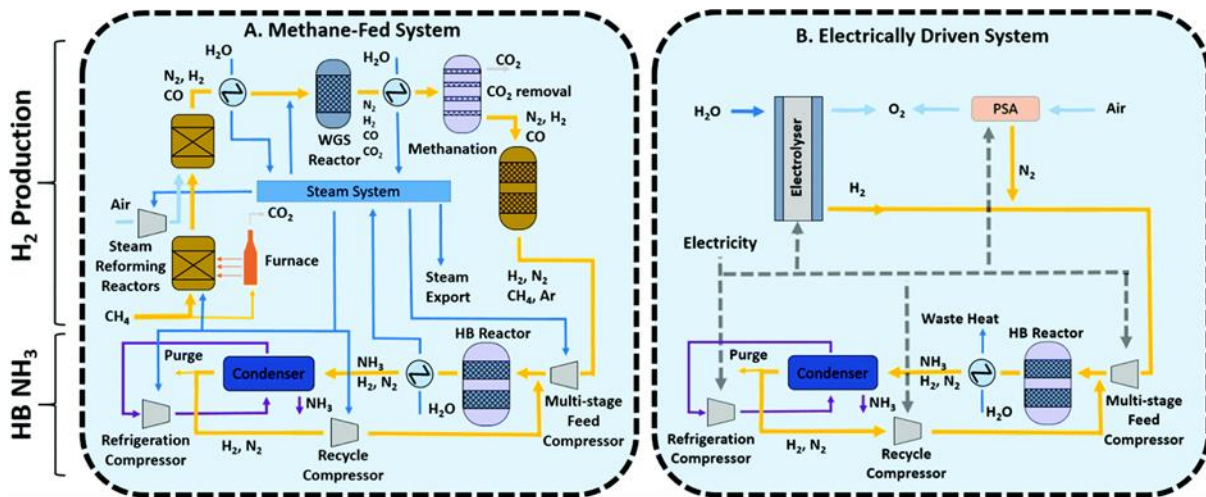 H₂ Production
HB NH₃
A. Methane-Fed System
H₂O
N₂, H₂
CO
H₂O
CO₂
CO₂ removal
N₂
H₂
CO
CO₂
WGS
Reactor
Methanation
N₂, H₂
CO
Steam System
Air
CO₂
Steam
Reforming
Reactors
Furnace
Steam
Export
H₂, N₂
CH₄, Ar
CH₄
HB Reactor
Purge
Condenser
NH₃
H₂, N₂
NH₃
H₂O
Multi-stage
Feed
Compressor
Refrigeration
Compressor
H₂, N₂
Recycle
Compressor
B. Electrically Driven System
H₂O
Electrolyser
O₂
PSA
Air
N₂
H₂
Electricity
Waste Heat
HB Reactor
Purge
Condenser
NH₃
H₂, N₂
NH₃
H₂O
Multi-stage
Feed
Compressor
Refrigeration
Compressor
H₂, N₂
Recycle
Compressor